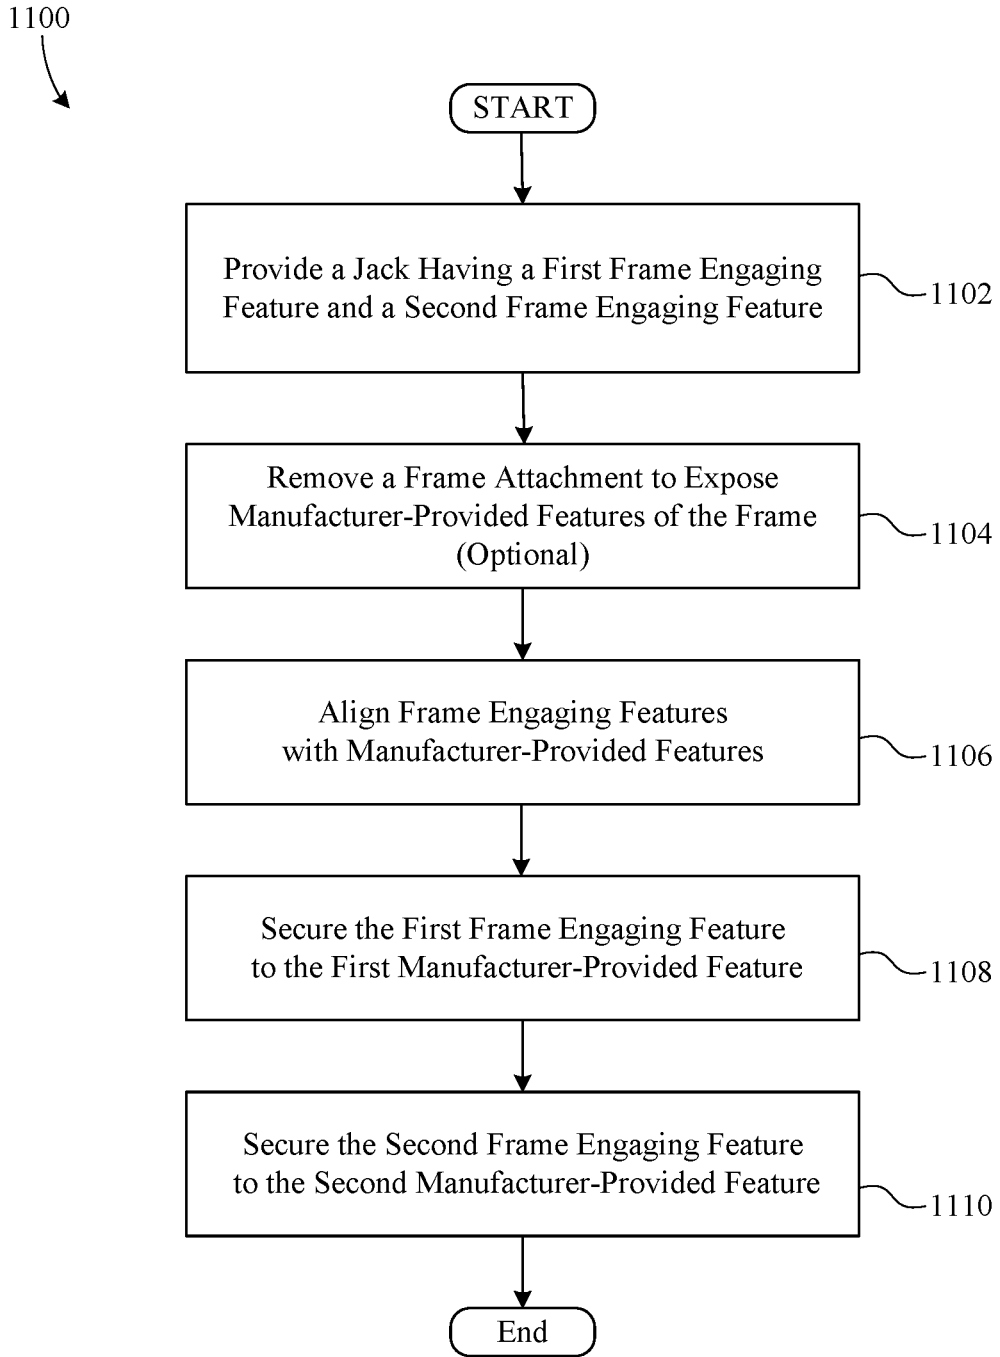 1100
START
Provide a Jack Having a First Frame Engaging
Feature and a Second Frame Engaging Feature
1102
Remove a Frame Attachment to Expose
Manufacturer-Provided Features of the Frame
(Optional)
1104
Align Frame Engaging Features
with Manufacturer-Provided Features
1106
Secure the First Frame Engaging Feature
to the First Manufacturer-Provided Feature
1108
Secure the Second Frame Engaging Feature
to the Second Manufacturer-Provided Feature
1110
End